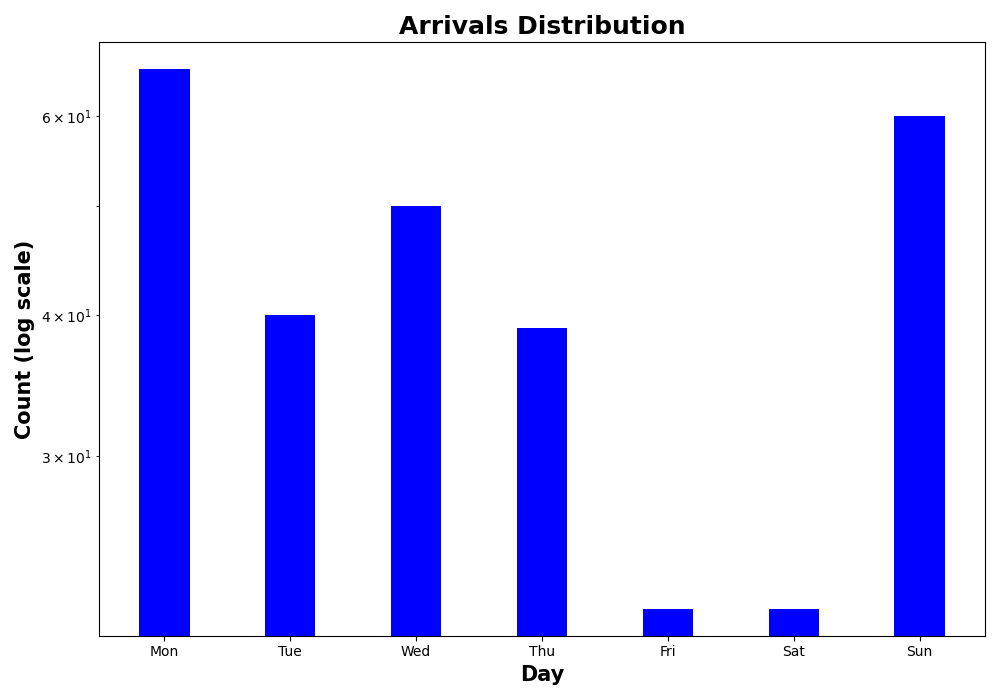 Arrivals Distribution
Count (log scale)
6 × 10¹
4 × 10¹
3 × 10¹
Mon Tue Wed Thu Fri Sat Sun
Day